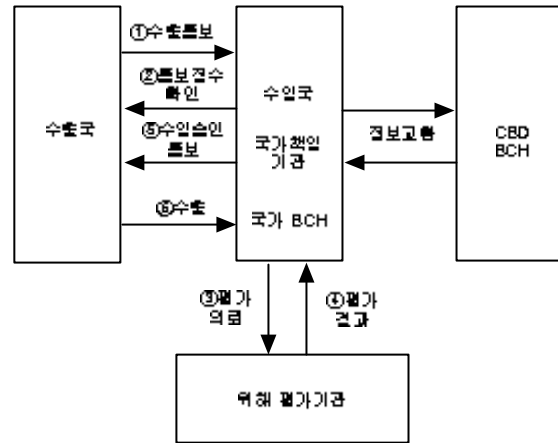 ①수출통보
②통보접수
확인
수출국
수입국
⑤수입승인
통보
국가책임
기관
정보교환
CBD
BCH
⑥수출
국가 BCH
③평가
의뢰
④평가
결과
위해 평가기관